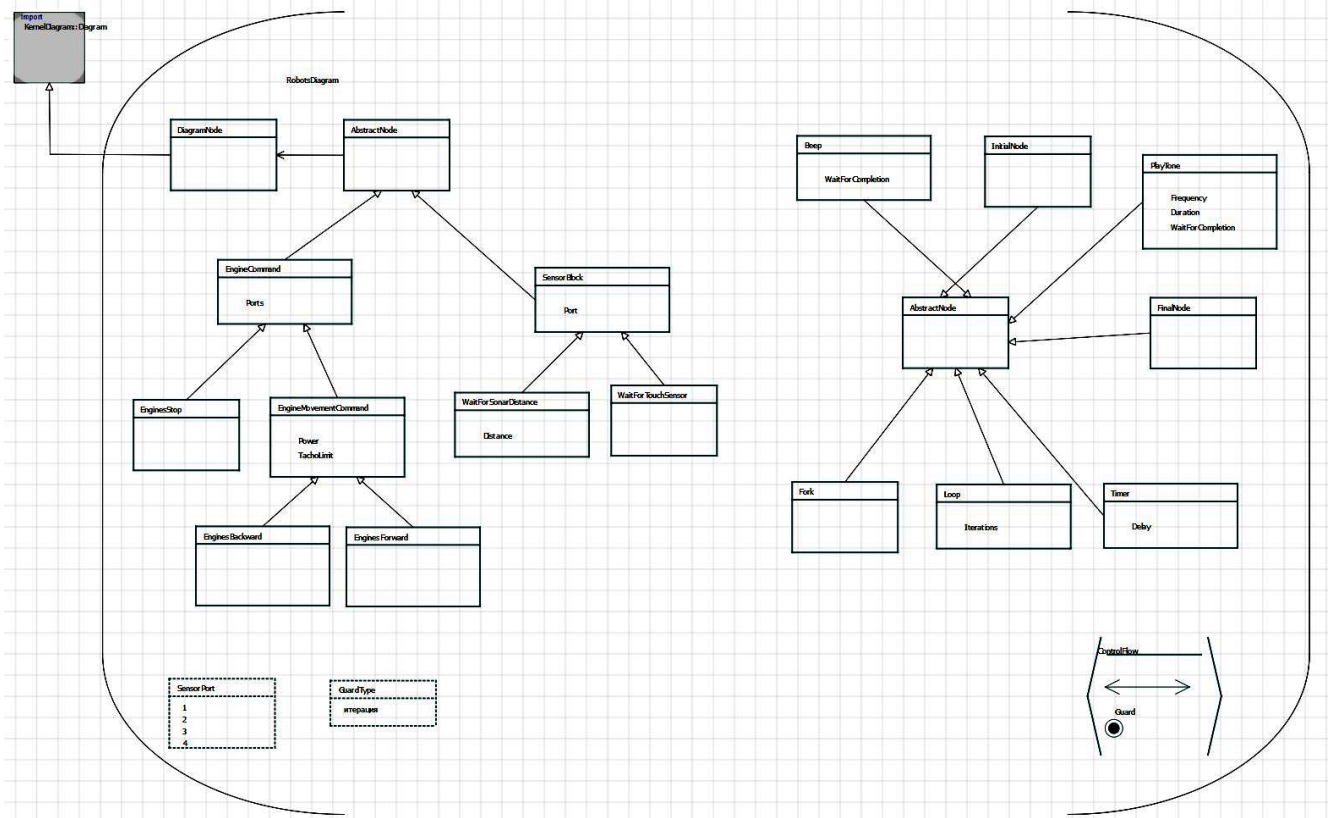 Import
KernelDiagram::Diagram
RobotsDiagram
DiagramNode
AbstractNode
EngineCommand
Ports
SensorBlock
Port
EnginesStop
EngineMovementCommand
Power
TachoLimit
WaitForSonarDistance
Distance
WaitForTouchSensor
EnginesBackward
EnginesForward
Beep
WaitForCompletion
InitialNode
PlayTone
Frequency
Duration
WaitForCompletion
AbstractNode
FinalNode
Fork
Loop
Iterations
Timer
Delay
SensorPort
1
2
3
4
GuardType
итерация
ControlFlow
Guard